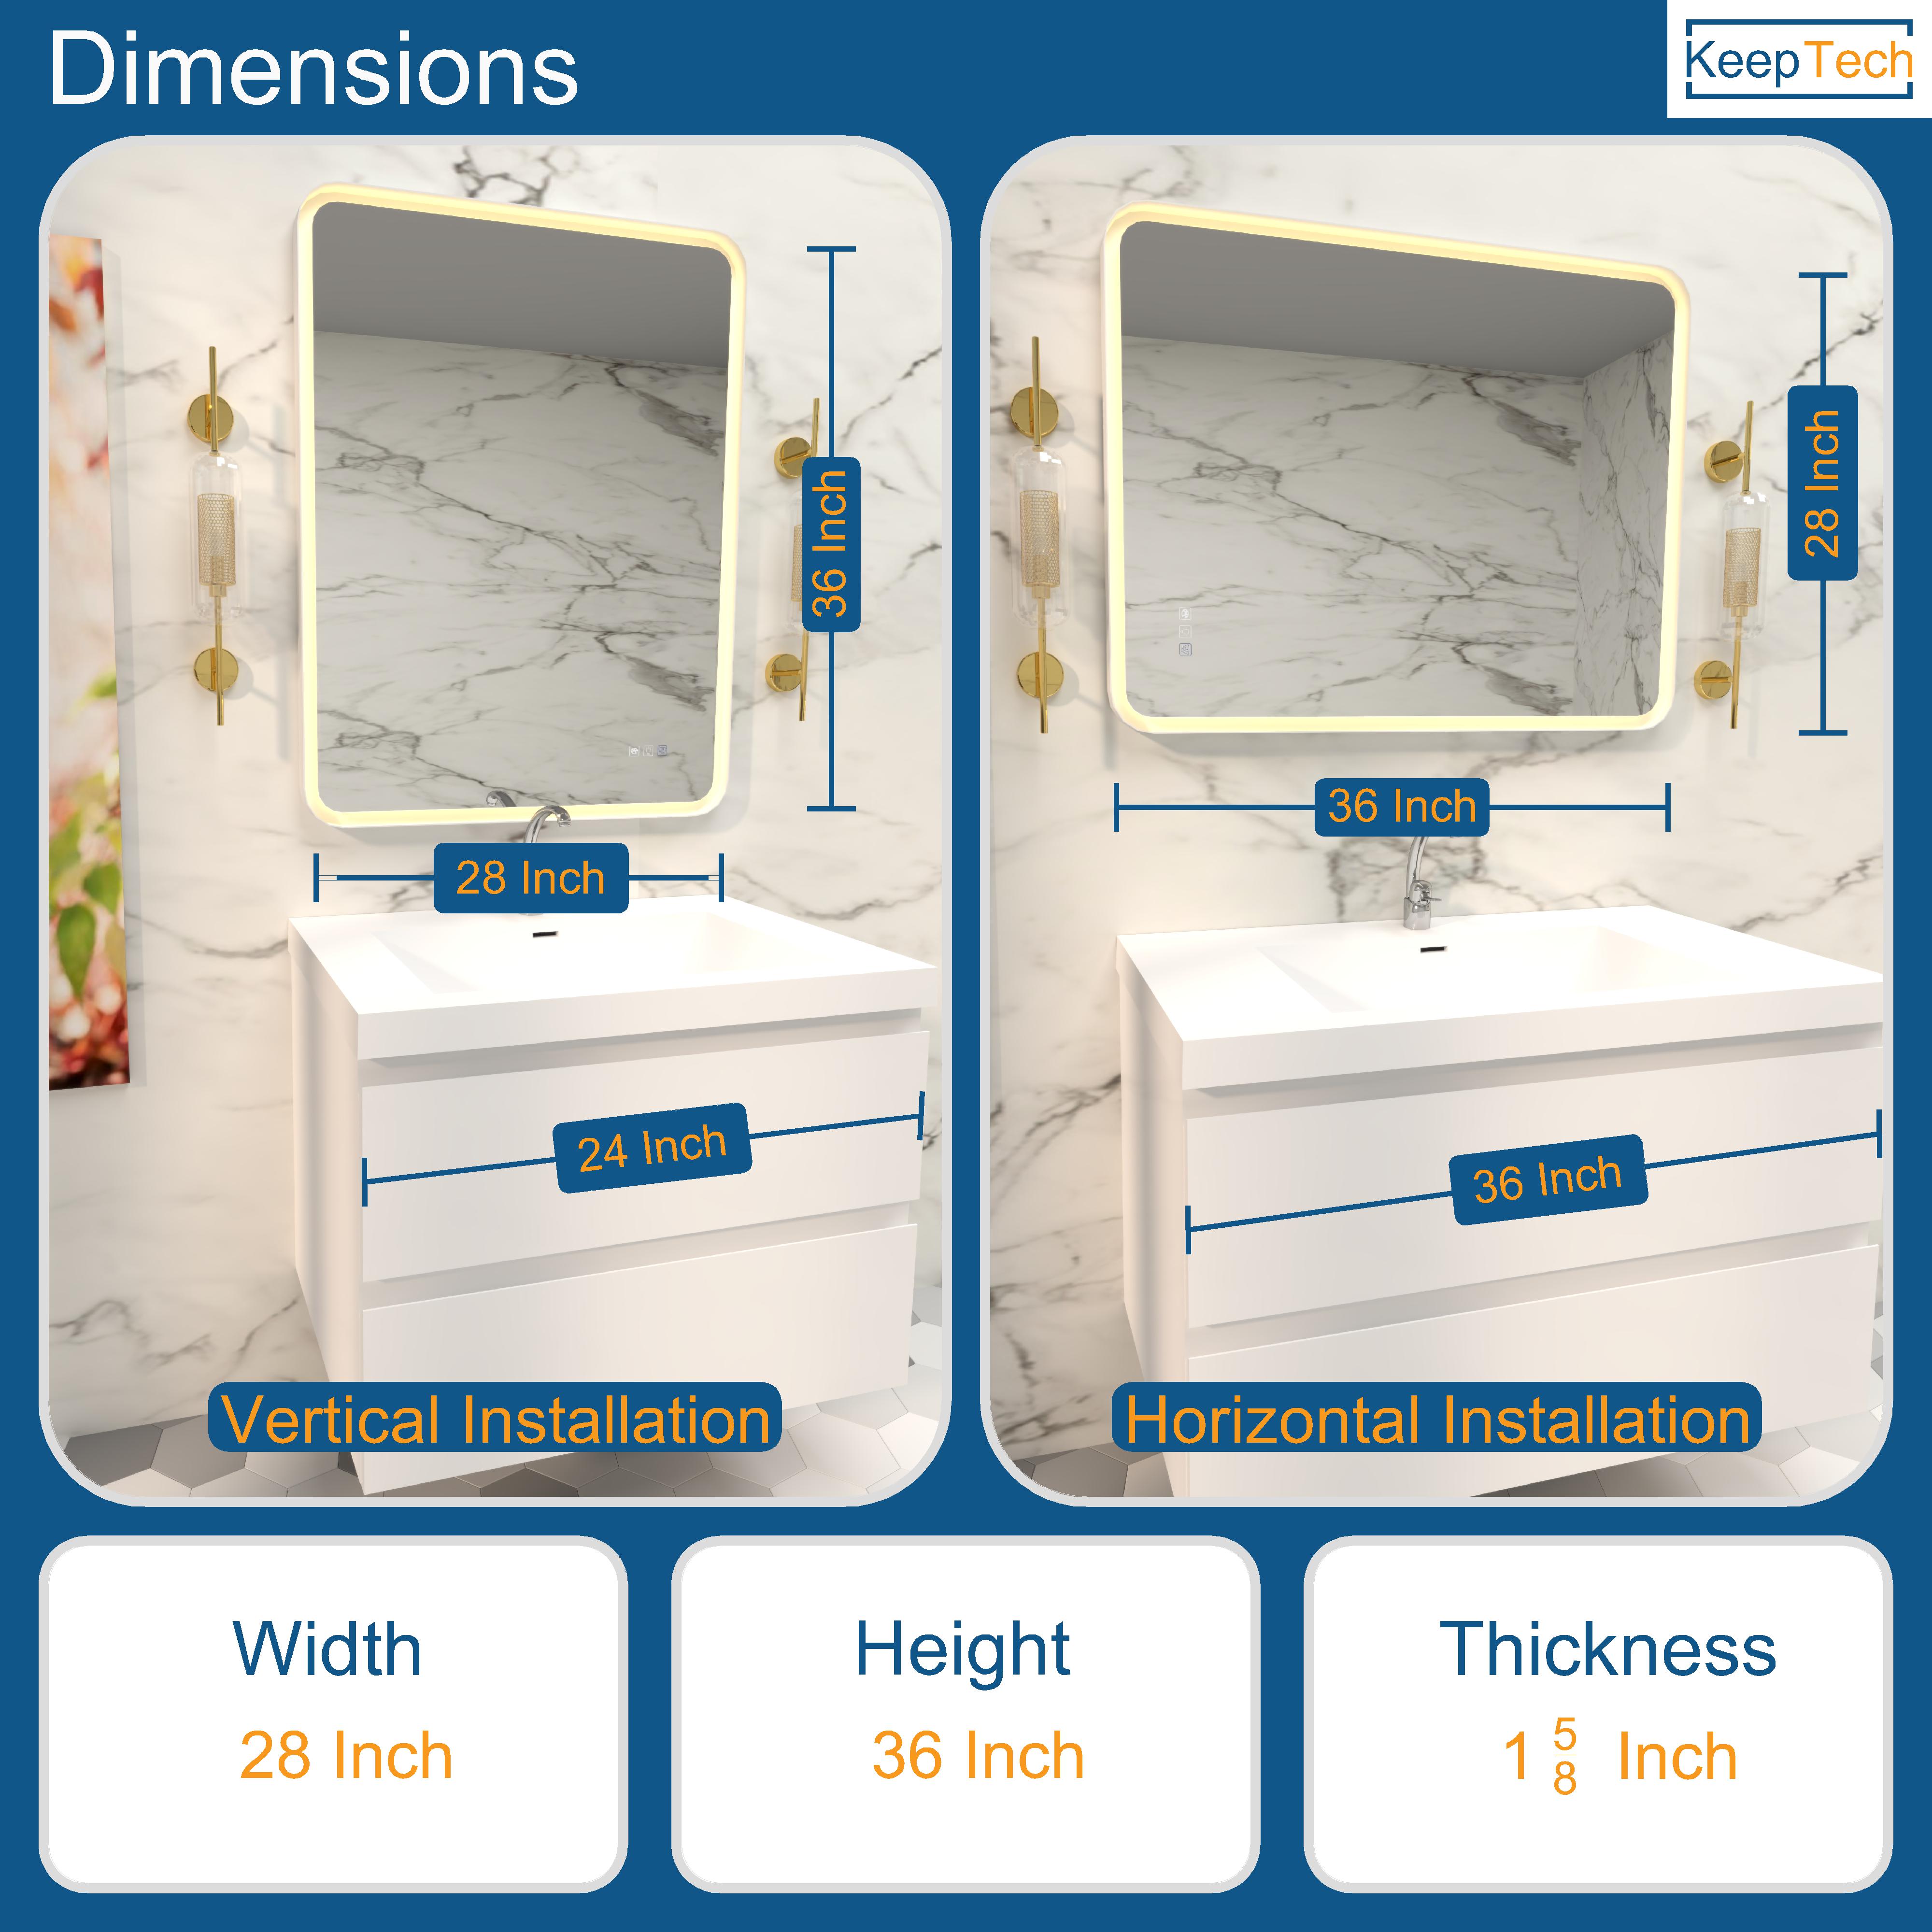 Dimensions
KeepTech
36 Inch
28 Inch
24 Inch
Vertical Installation
28 Inch
36 Inch
36 Inch
Horizontal Installation
Width
28 Inch
Height
36 Inch
Thickness
1 5/8 Inch